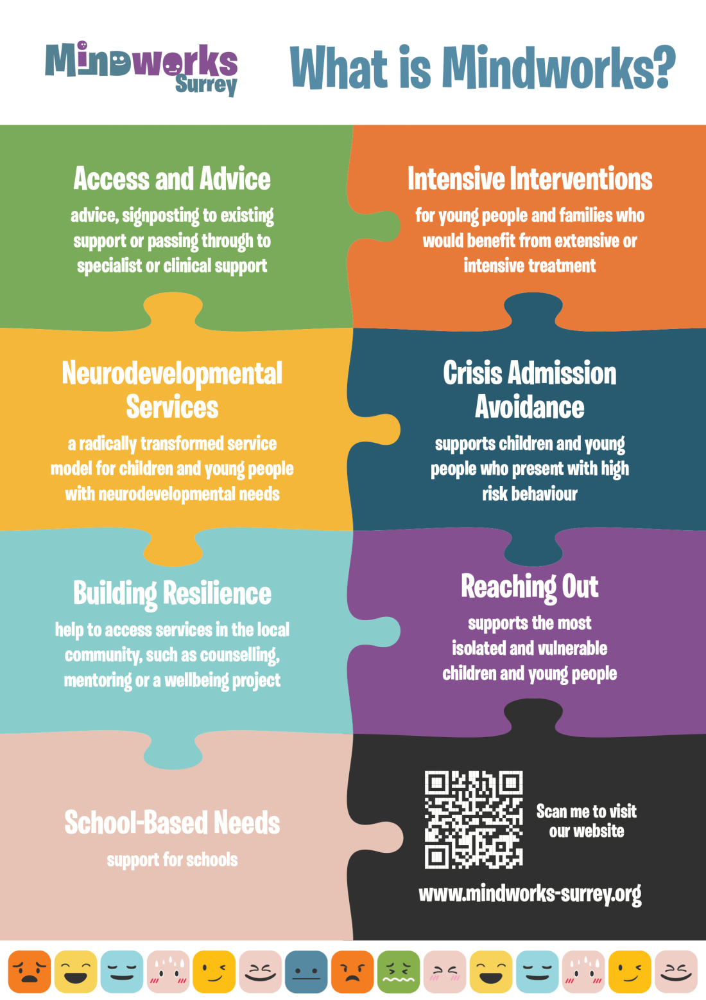 Mindworks
Surrey
What is Mindworks?
Access and Advice
advice, signposting to existing
support or passing through to
specialist or clinical support
Intensive Interventions
for young people and families who
would benefit from extensive or
intensive treatment
Neurodevelopmental
Services
a radically transformed service
model for children and young people
with neurodevelopmental needs
Crisis Admission
Avoidance
supports children and young
people who present with high
risk behaviour
Building Resilience
help to access services in the local
community, such as counselling,
mentoring or a wellbeing project
Reaching Out
supports the most
isolated and vulnerable
children and young people
School-Based Needs
support for schools
Scan me to visit
our website
www.mindworks-surrey.org